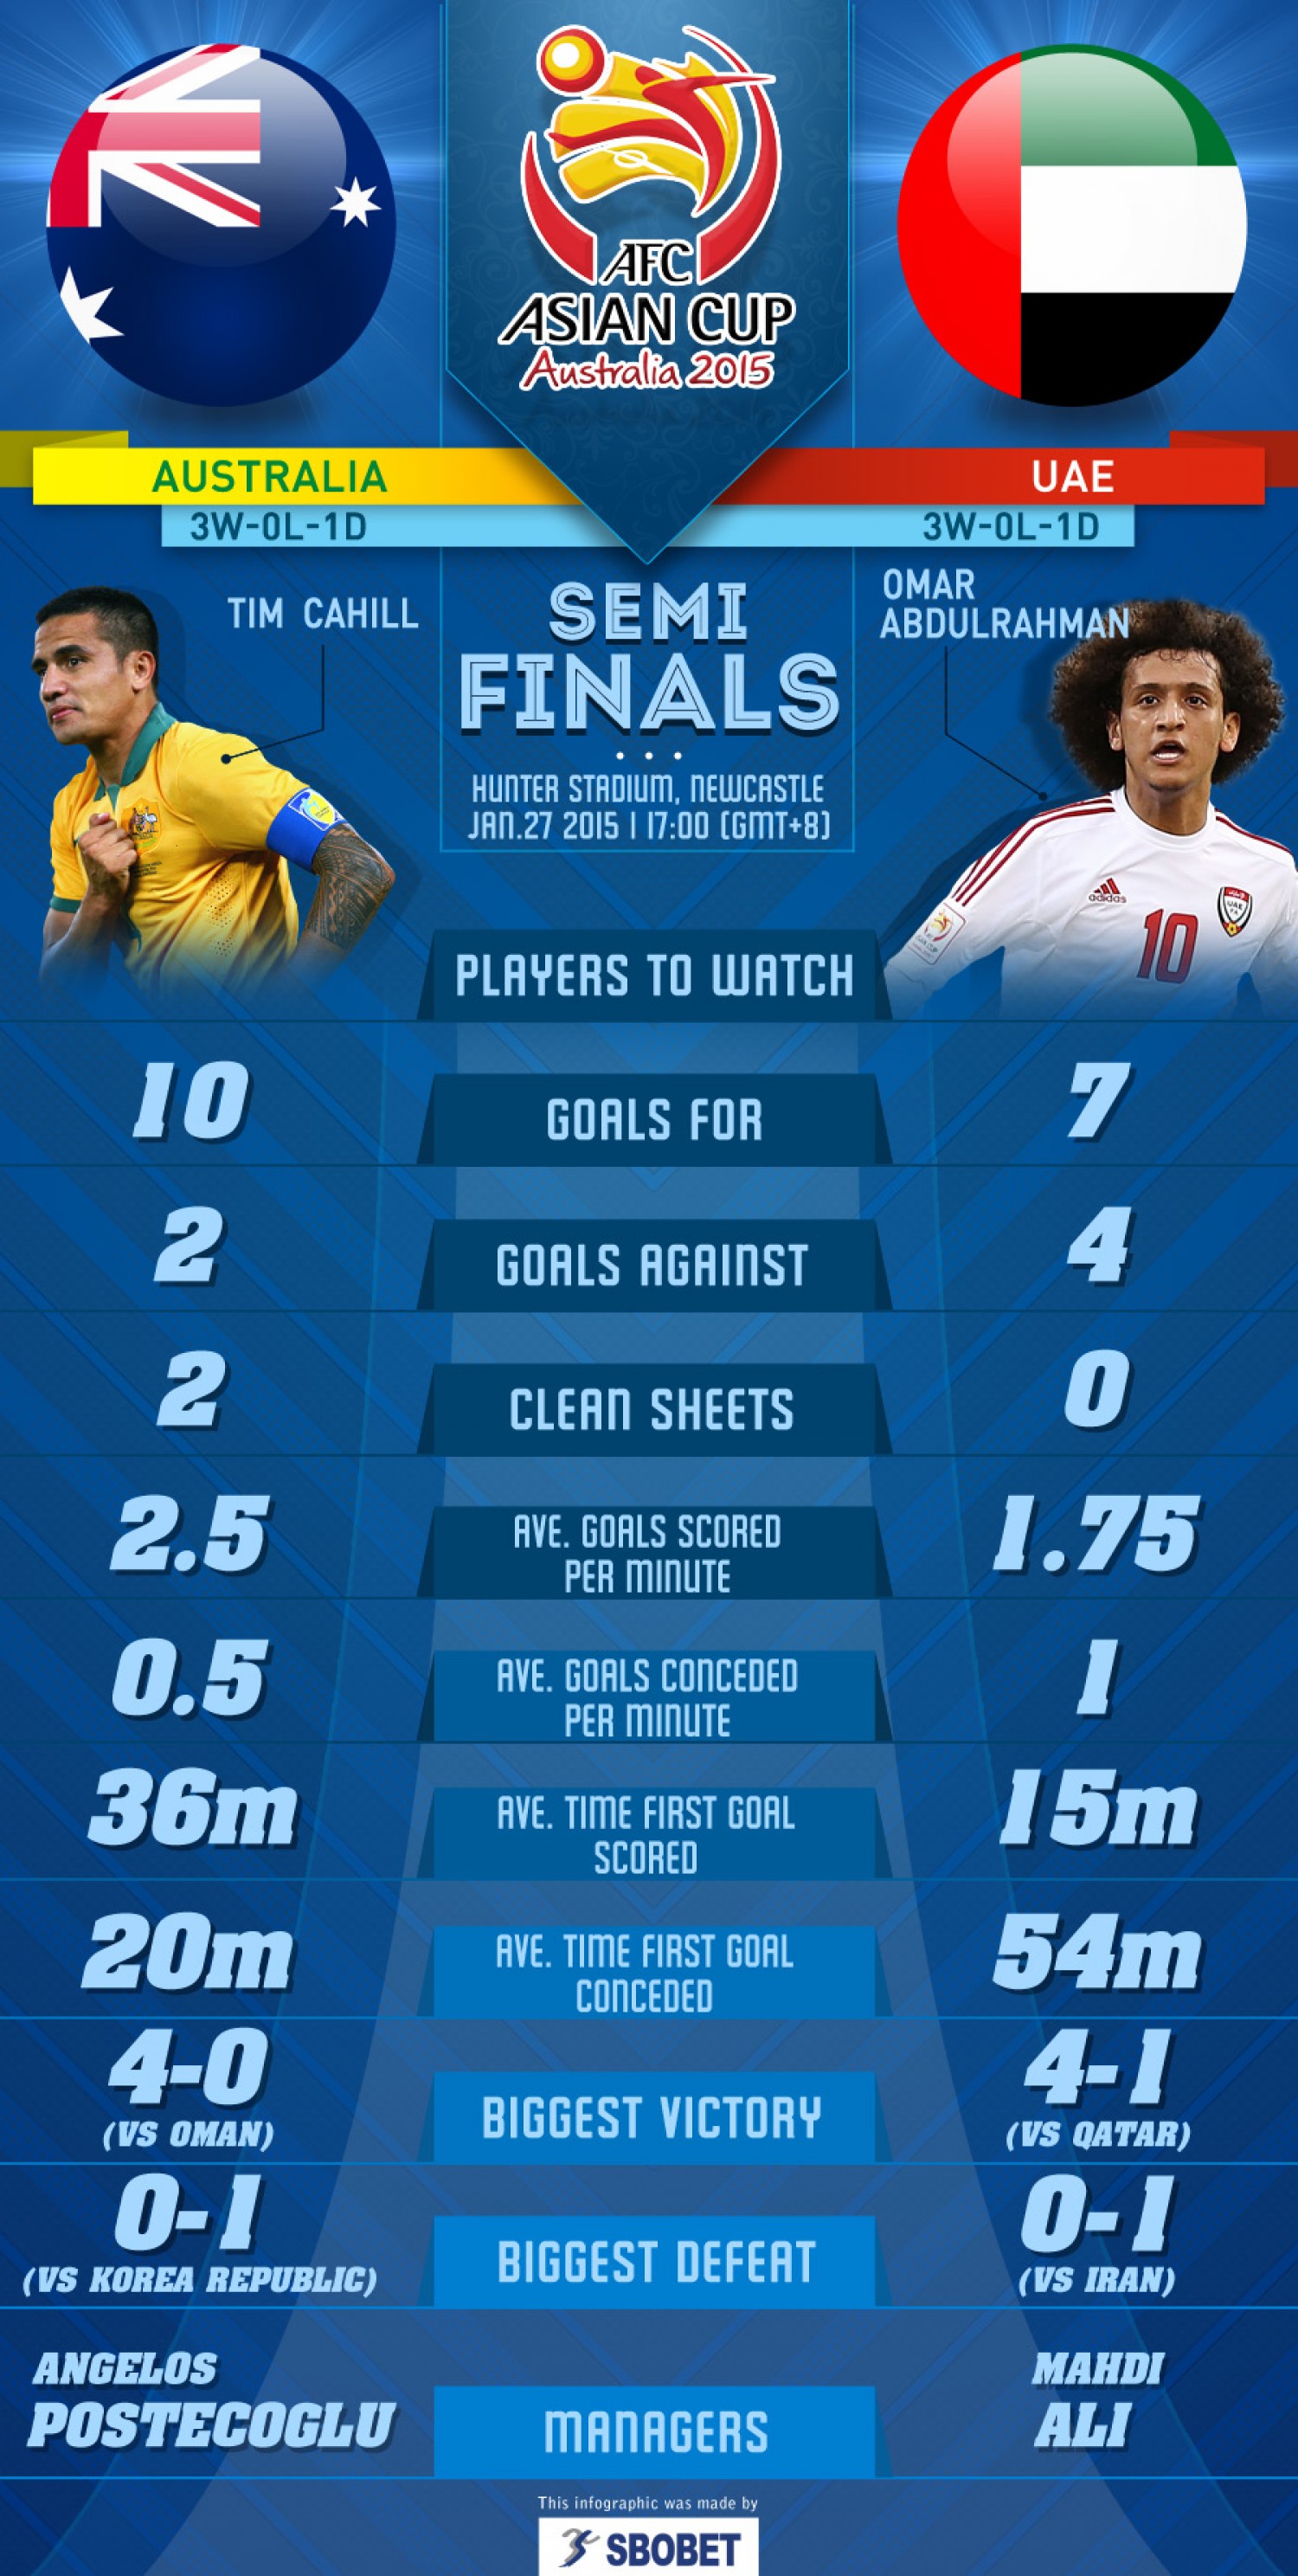 AFC
ASIAN CUP
Australia 2015
AUSTRALIA
UAE
3W-0L-1D
3W-0L-1D
TIM CAHILL
SEMI
FINALS
HUNTER STADIUM, NEWCASTLE
JAN.27 2015 | 17:00 (GMT+8)
OMAR
ABDULRAHMAN
adidas
UAE
10
PLAYERS TO WATCH
10 GOALS FOR 7
2 GOALS AGAINST 4
2 CLEAN SHEETS 0
2.5 AVE. GOALS SCORED 1.75
PER MINUTE
0.5 AVE. GOALS CONCEDED 1
PER MINUTE
36m AVE. TIME FIRST GOAL 15m
SCORED
20m AVE. TIME FIRST GOAL 54m
CONCEDED
4-0 4-1
(VS OMAN) BIGGEST VICTORY (VS QATAR)
0-1 0-1
(VS KOREA REPUBLIC) BIGGEST DEFEAT (VS IRAN)
ANGELOS MAHDI
POSTECOGLU MANAGERS ALI
This infographic was made by
SBOBET